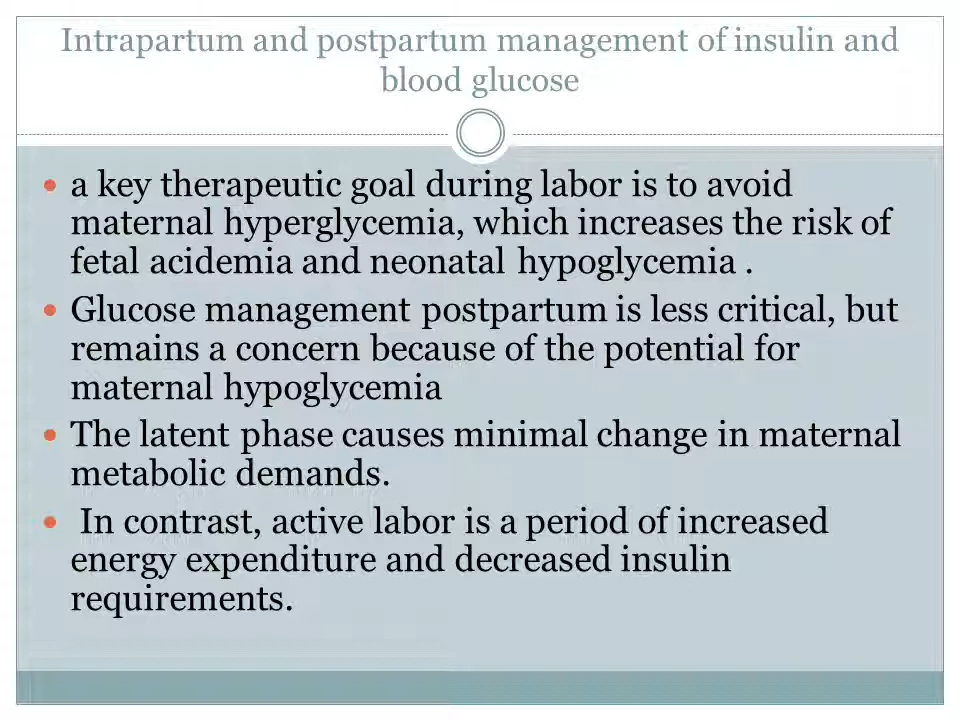 Intrapartum and postpartum management of insulin and
blood glucose
• a key therapeutic goal during labor is to avoid
maternal hyperglycemia, which increases the risk of
fetal acidemia and neonatal hypoglycemia .
• Glucose management postpartum is less critical, but
remains a concern because of the potential for
maternal hypoglycemia
• The latent phase causes minimal change in maternal
metabolic demands.
• In contrast, active labor is a period of increased
energy expenditure and decreased insulin
requirements.